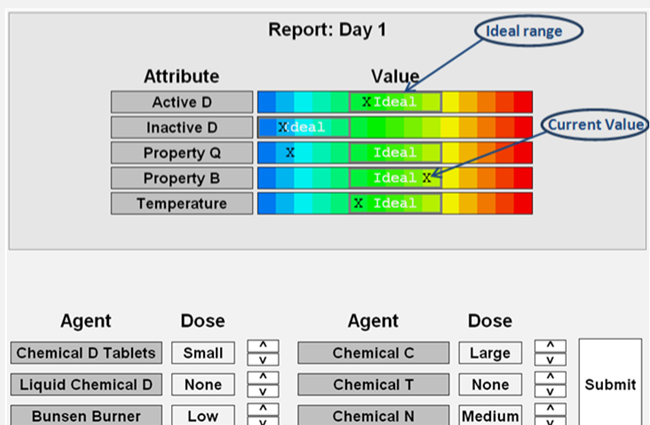 Report: Day 1
Ideal range
Attribute Value
Active D X Ideal
Inactive D Xdeal
Current Value
Property Q X Ideal
Property B Ideal X
Temperature X Ideal
Agent Dose Agent Dose
Chemical D Tablets Small ^ v Chemical C Large ^ v
Liquid Chemical D None ^ v Chemical T None ^ v Submit
Bunsen Burner Low ^ v Chemical N Medium ^ v